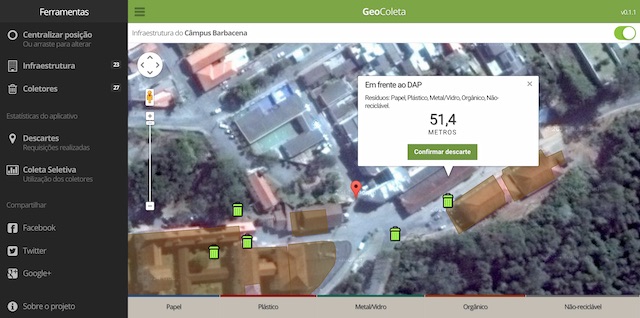 Ferramentas
Centralizar posição
Ou arraste para alterar
Infraestrutura 23
Coletores 27
Estatísticas do aplicativo
Descartes
Requisições realizadas
Coleta Seletiva
Utilização dos coletores
Compartilhar
Facebook
Twitter
Google+
Sobre o projeto
GeoColeta
v0.1.1
Infraestrutura do Câmpus Barbacena
Em frente ao DAP
Resíduos: Papel, Plástico, Metal/Vidro, Orgânico, Não-
reciclável.
51,4
METROS
Confirmar descarte
Papel
Plástico
Metal/Vidro
Orgânico
Não-reciclável